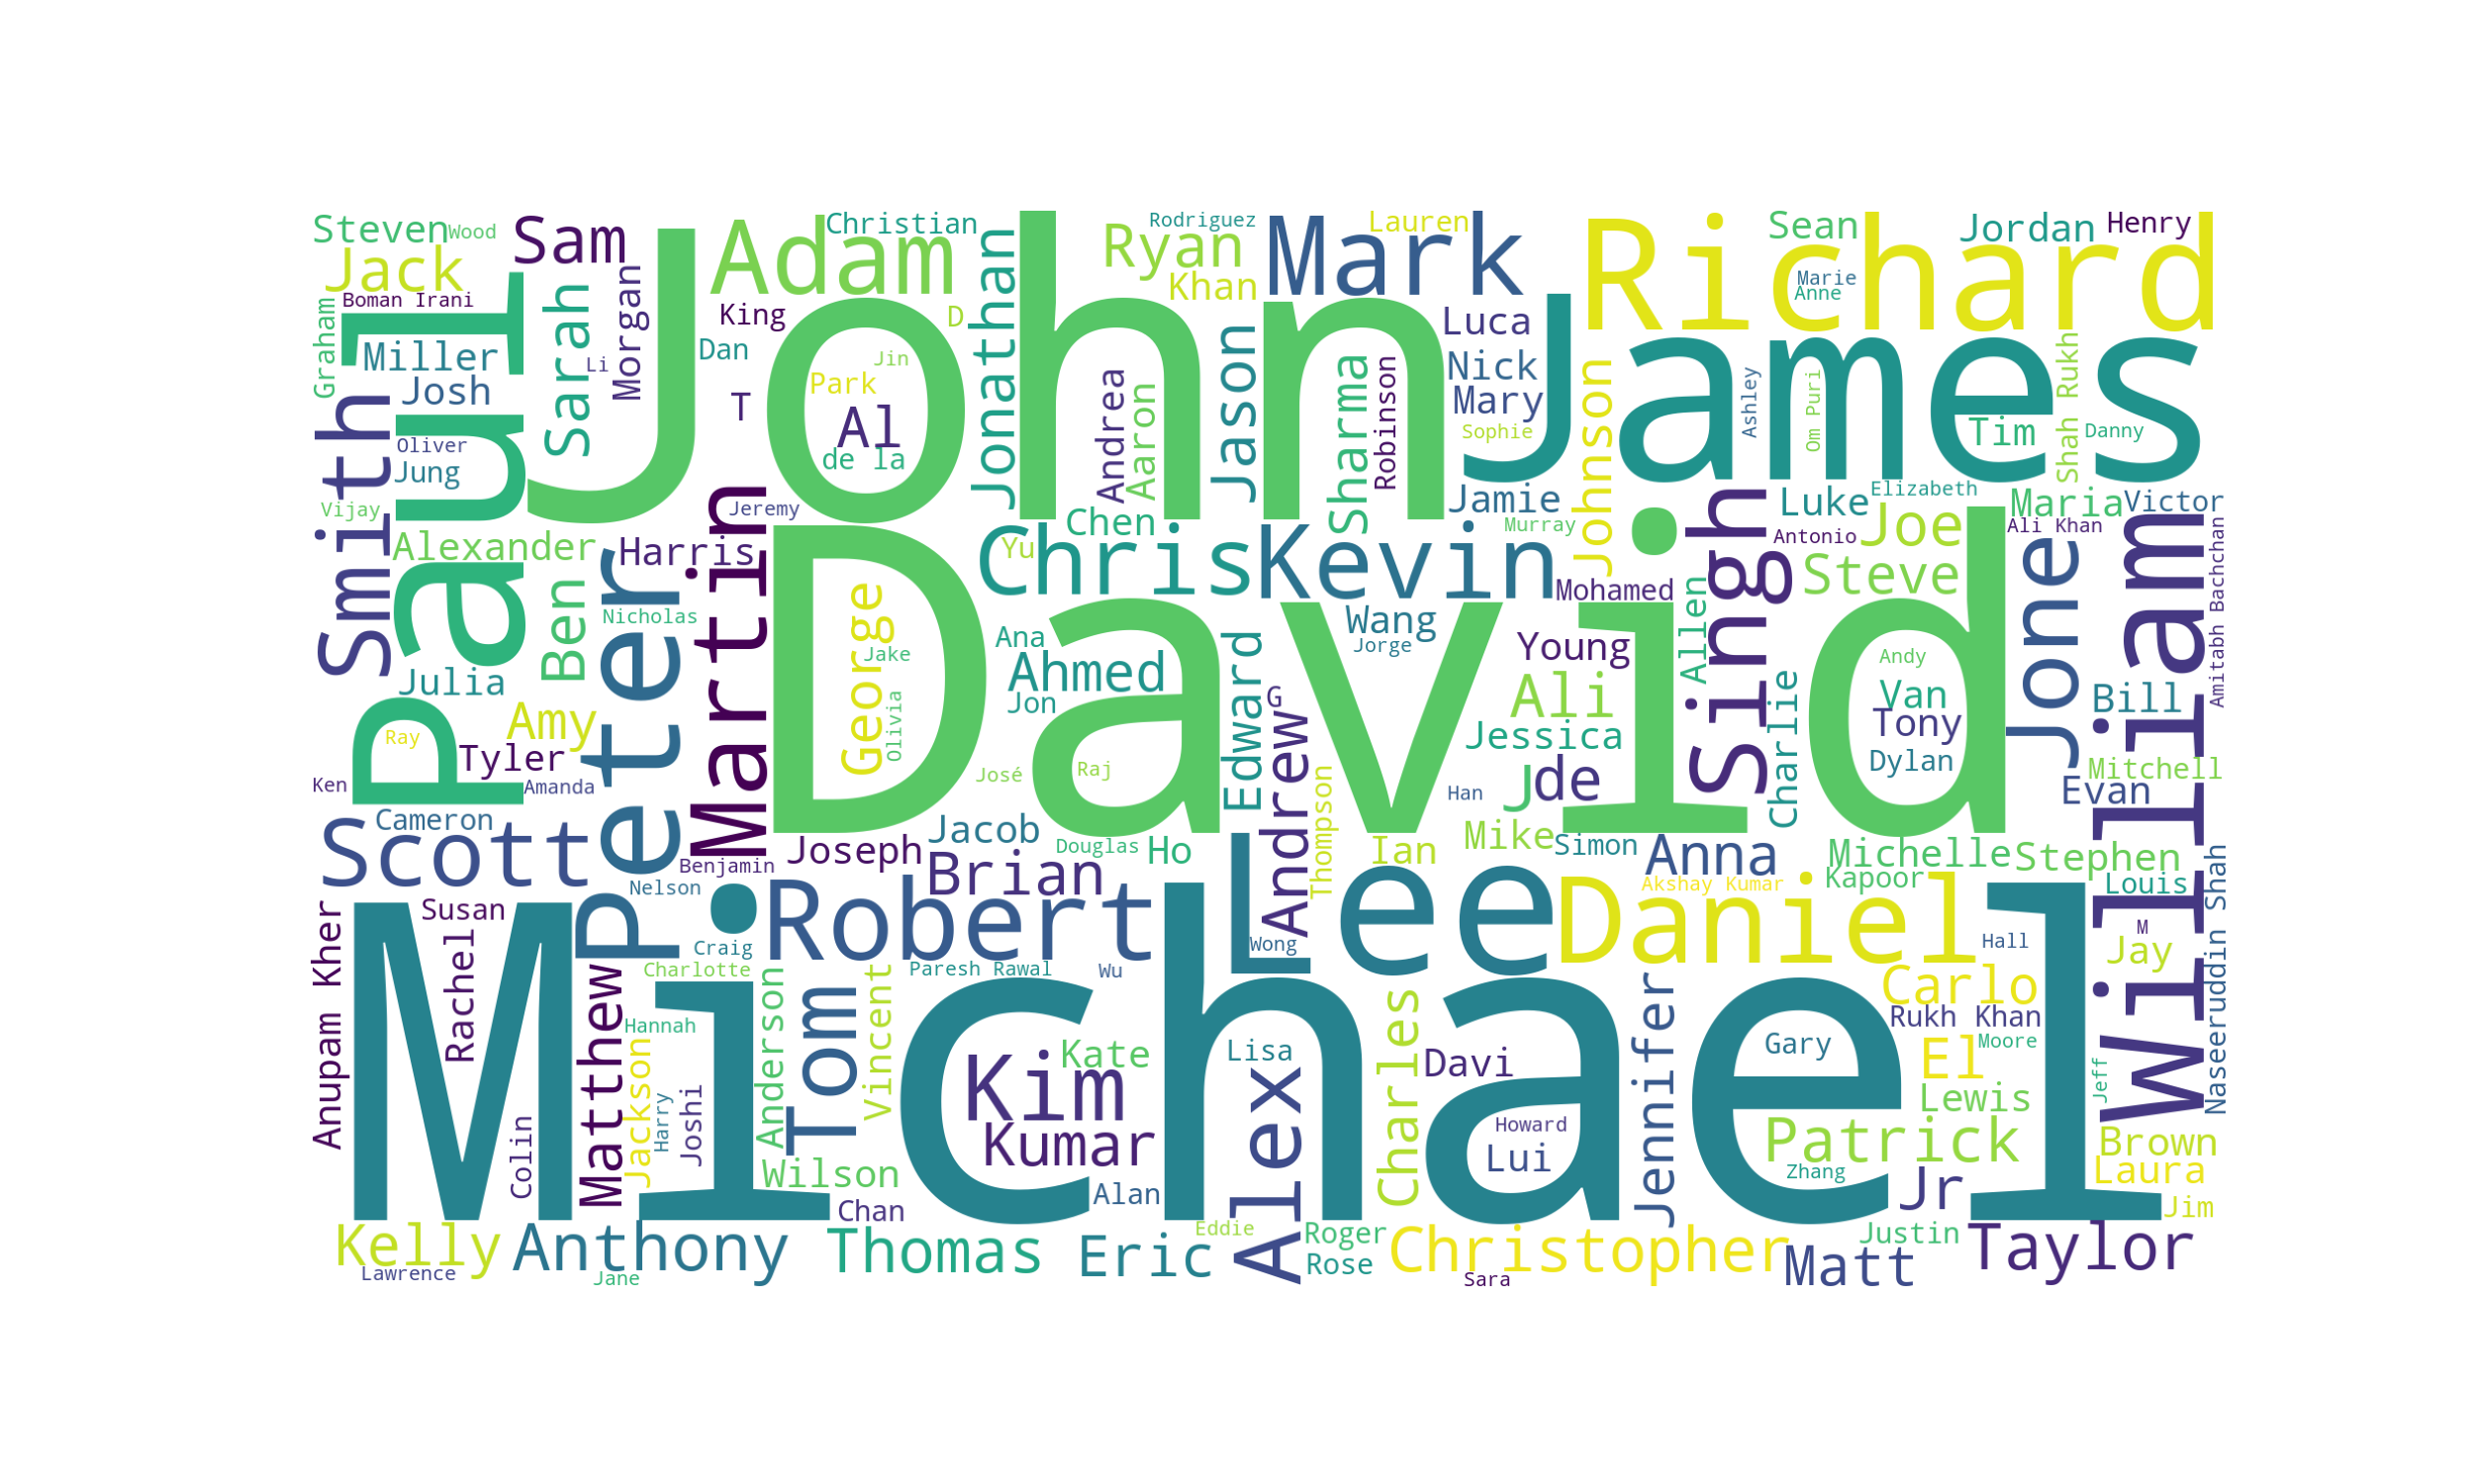 Steven
Wood
Sam
Adam
Christian
Ryan
Rodriguez
Mark
Lauren
Richard
Sean
Jordan
Henry
Jack
Boman Irani
Sarah
Morgan
King
D
Jonathan
Khan
Luca
Marie
Anne
Graham
Miller
Josh
Li
Dan
John
Jin
Park
T
Al
de la
Andrea
Aaron
Jason
Sharma
Robinson
Nick
Mary
Sophie
James
Johnson
Ashley
Om Puri
Tim
Shah Rukh
Danny
Paul
Smith
Oliver
Jung
Vijay
Jeremy
Alexander
Harris
Martin
Chen
Yu
Chris
Kevin
Jamie
Murray
Luke
Elizabeth
Maria
Victor
Antonio
Joe
Ali Khan
Steve
Mohamed
Allen
Singh
Jone
William
Amitabh Bachchan
Ben
Nicholas
Peter
David
George
Jake
Olivia
Ana
Ahmed
Jon
Wang
Jorge
Edward
G
Andrew
Young
Ali
Jessica
Andy
Van
Tony
Dylan
Charlie
Bill
Mitchell
Evan
Julia
Amy
Ray
Tyler
Ken
Amanda
José
Raj
Han
J
de
Thompson
Cameron
Scott
Benjamin
Joseph
Jacob
Brian
Douglas
Ho
Lee
Ian
Mike
Simon
Anna
Michelle
Stephen
Kapoor
Akshay Kumar
Louis
Naseeruddin Shah
Nelson
Robert
Daniel
Susan
Anupam Kher
Rachel
Craig
Charlotte
Paresh Rawal
Wu
Wong
Hall
M
Jay
Carlo
Rukh Khan
Moore
Michael
Matthew
Hannah
Jackson
Harry
Joshi
Anderson
Tom
Vincent
Kim
Kate
Kumar
Lisa
Alex
Charles
Davi
Howard
Lui
Jennifer
Gary
El
Lewis
Patrick
Zhang
Jeff
Brown
Laura
Jim
Colin
Wilson
Chan
Alan
Jr
Kelly
Lawrence
Anthony
Jane
Thomas
Eric
Eddie
Roger
Rose
Christopher
Sara
Matt
Justin
Taylor